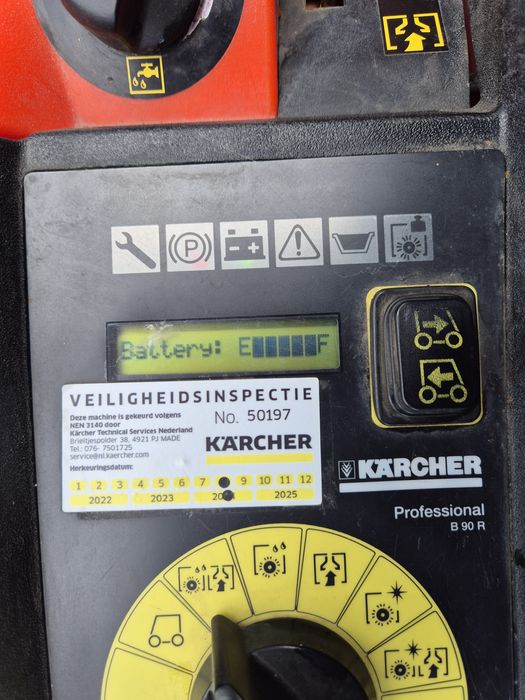 Battery: E F
VEILIGHEIDSINSPECTIE
Deze machine is gekeurd volgens
NEN 3140 door
Kärcher Technical Services Nederland
Brieltjespolder 38, 4921 PJ MADE
Tel.: 076- 7501725
service@nl.kaercher.com
No. 50197
KÄRCHER
Herkeuringsdatum:
1 2 3 4 5 6 7 9 10 11 12
2022 2023 2025
KÄRCHER
Professional
B 90 R